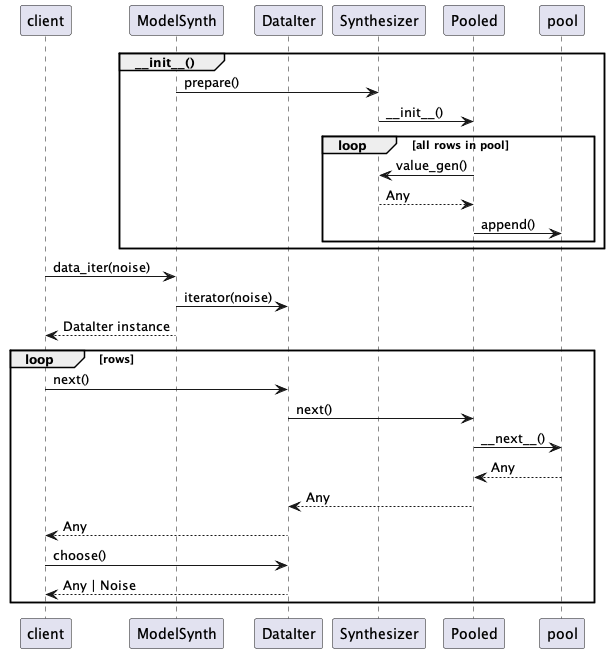 client ModelSynth DataIter Synthesizer Pooled pool
__init__()
prepare()
__init__()
loop [all rows in pool]
value_gen()
Any
append()
data_iter(noise)
iterator(noise)
DataIter instance
loop [rows]
next()
next()
__next__()
Any
Any
Any
choose()
Any | Noise
client ModelSynth DataIter Synthesizer Pooled pool